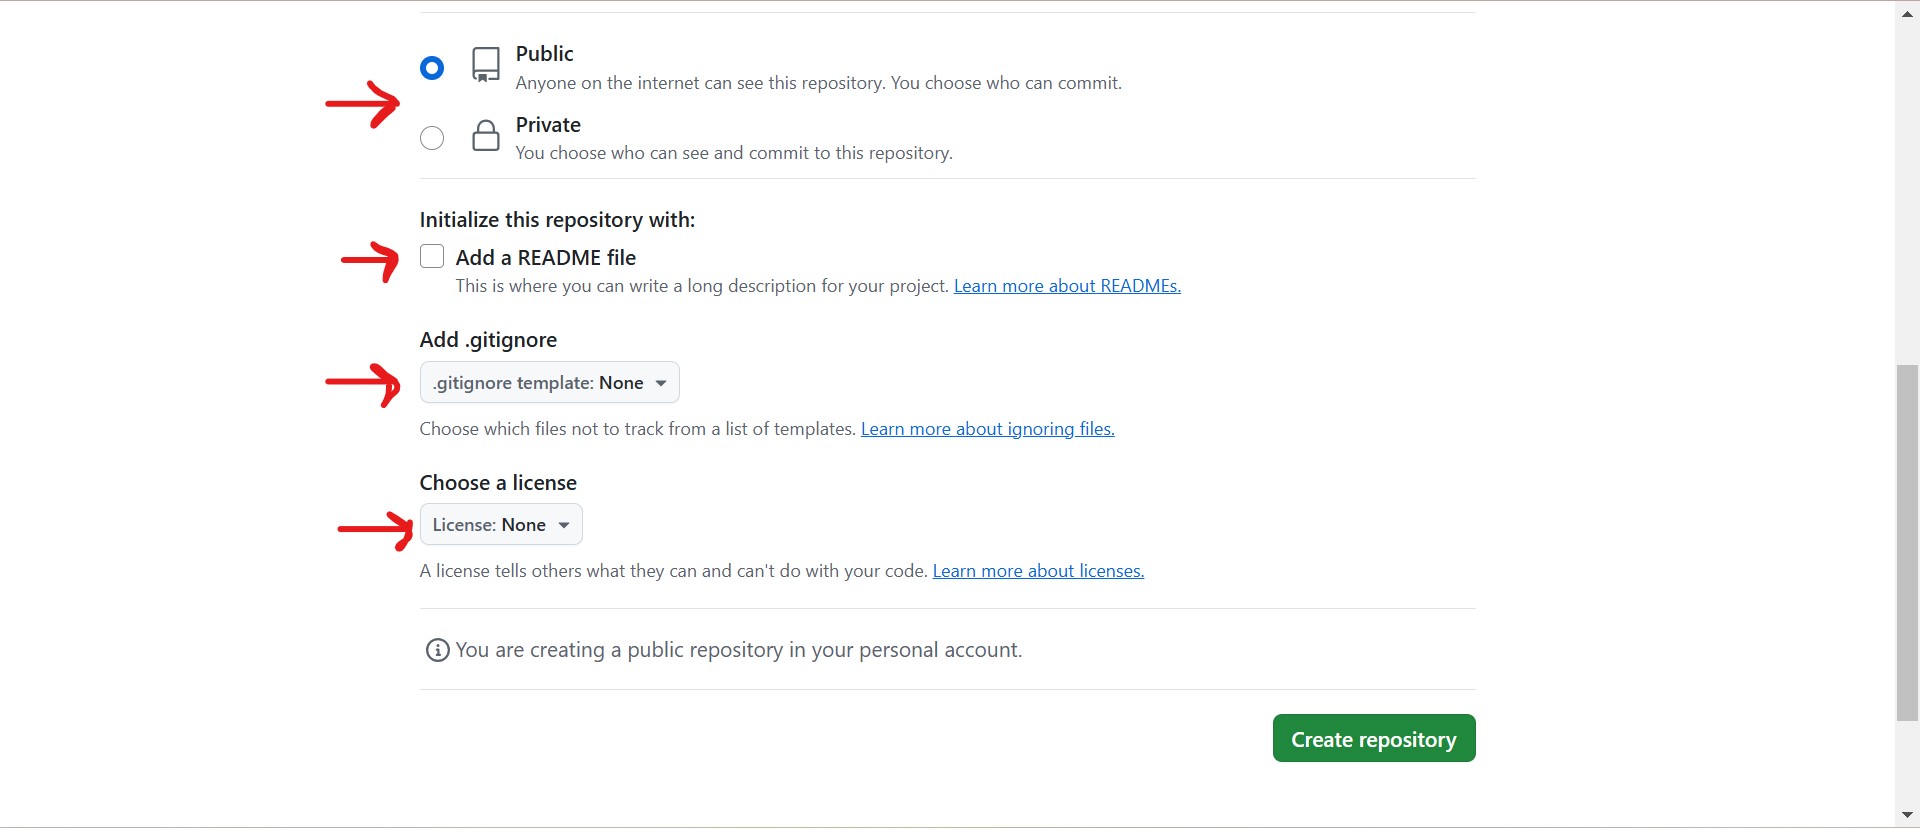 Public
Anyone on the internet can see this repository. You choose who can commit.
Private
You choose who can see and commit to this repository.
Initialize this repository with:
Add a README file
This is where you can write a long description for your project. Learn more about READMEs.
Add .gitignore
.gitignore template: None
Choose which files not to track from a list of templates. Learn more about ignoring files.
Choose a license
License: None
A license tells others what they can and can't do with your code. Learn more about licenses.
You are creating a public repository in your personal account.
Create repository